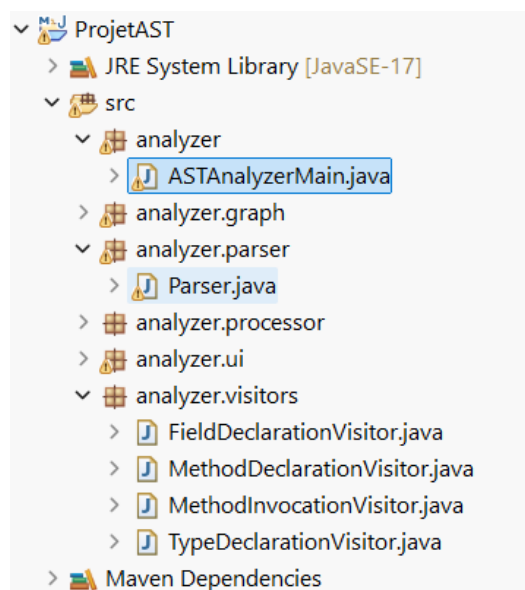 ProjetAST
JRE System Library [JavaSE-17]
src
analyzer
ASTAnalyzerMain.java
analyzer.graph
analyzer.parser
Parser.java
analyzer.processor
analyzer.ui
analyzer.visitors
FieldDeclarationVisitor.java
MethodDeclarationVisitor.java
MethodInvocationVisitor.java
TypeDeclarationVisitor.java
Maven Dependencies